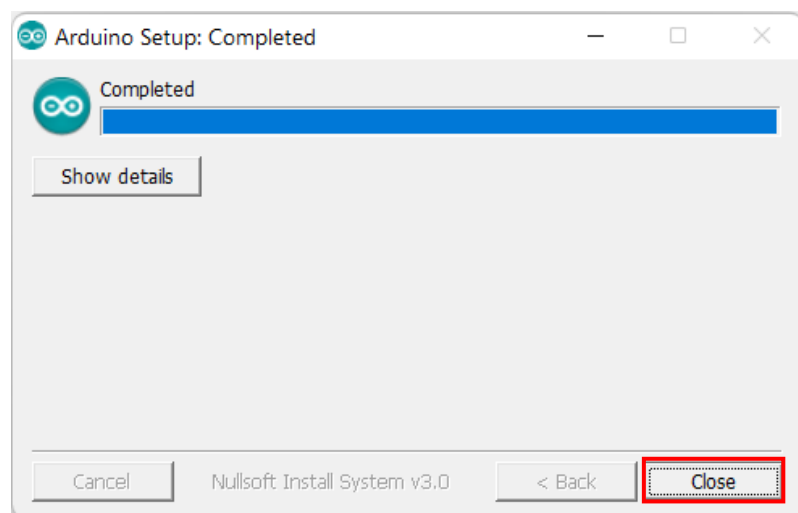 Arduino Setup: Completed
Completed
Show details
Cancel
Nullsoft Install System v3.0
< Back
Close